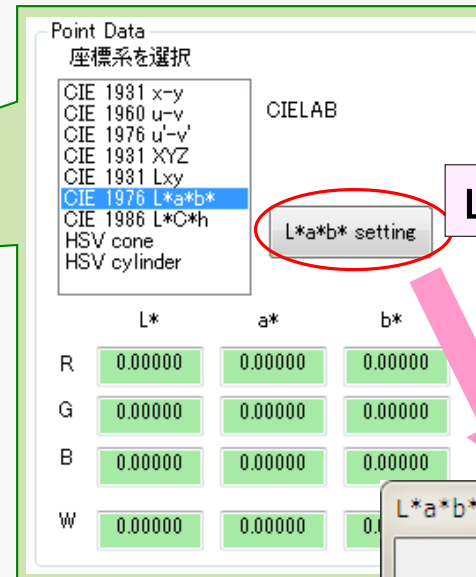 Point Data
座標系を選択
CIE 1931 x-y
CIE 1960 u-v
CIE 1976 u'-v'
CIE 1931 XYZ
CIE 1931 Lxy
CIE 1976 L*a*b*
CIE 1986 L*C*h
HSV cone
HSV cylinder
CIELAB
L
L*a*b* setting
L* a* b*
R 0.00000 0.00000 0.00000
G 0.00000 0.00000 0.00000
B 0.00000 0.00000 0.00000
W 0.00000 0.00000
L*a*b*